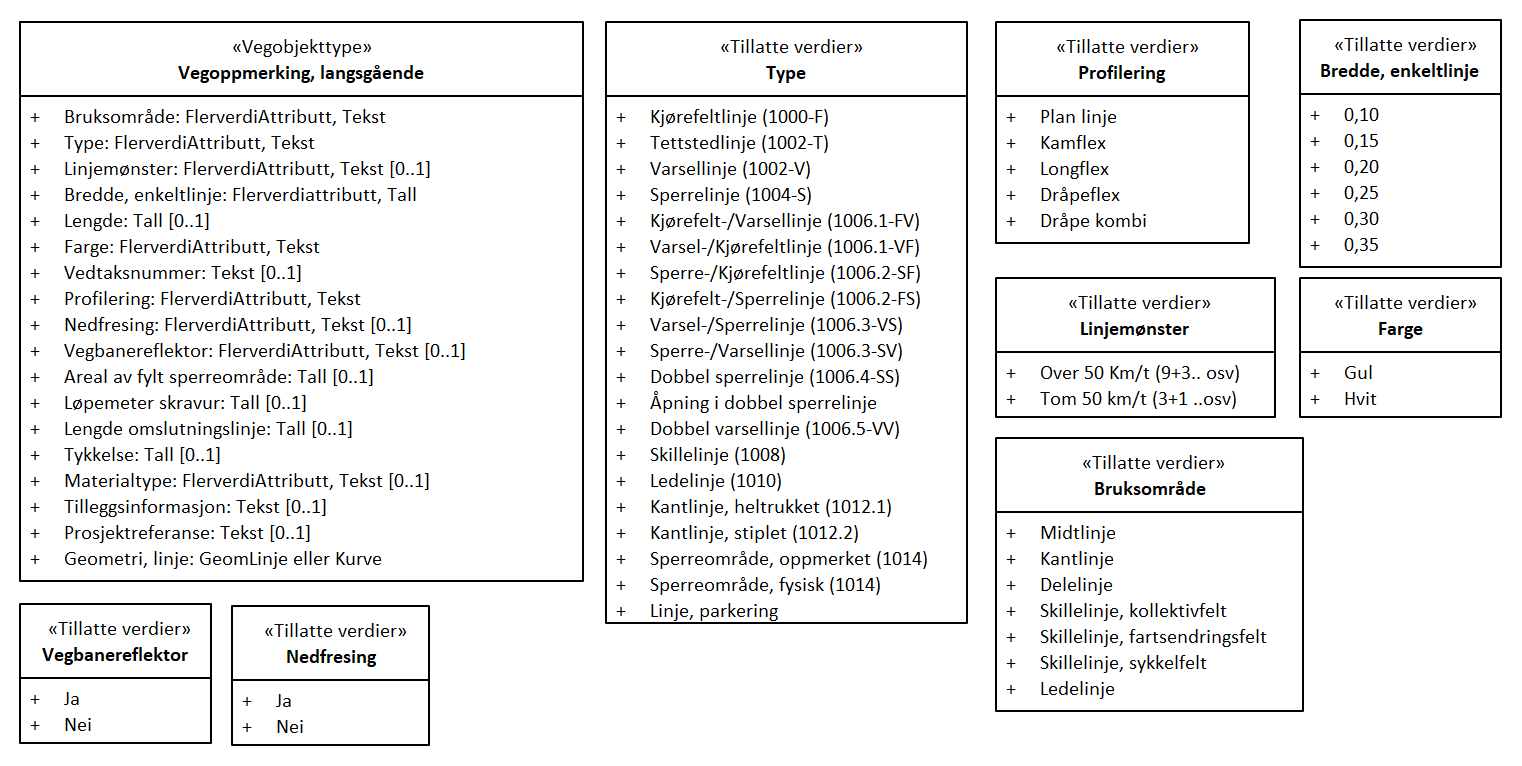 «Vegobjekttype»
Vegoppmerking, langsgående
+ Bruksområde: FlerverdiAttributt, Tekst
+ Type: FlerverdiAttributt, Tekst
+ Linjemønster: FlerverdiAttributt, Tekst [0..1]
+ Bredde, enkeltlinje: Flerverdiattributt, Tall
+ Lengde: Tall [0..1]
+ Farge: FlerverdiAttributt, Tekst
+ Vedtaksnummer: Tekst [0..1]
+ Profilering: FlerverdiAttributt, Tekst
+ Nedfresing: FlerverdiAttributt, Tekst [0..1]
+ Vegbanereflektor: FlerverdiAttributt, Tekst [0..1]
+ Areal av fylt sperreområde: Tall [0..1]
+ Løpemeter skravur: Tall [0..1]
+ Lengde omslutningslinje: Tall [0..1]
+ Tykkelse: Tall [0..1]
+ Materialtype: FlerverdiAttributt, Tekst [0..1]
+ Tilleggsinformasjon: Tekst [0..1]
+ Prosjektreferanse: Tekst [0..1]
+ Geometri, linje: GeomLinje eller Kurve
«Tillatte verdier»
Type
+ Kjørefeltlinje (1000-F)
+ Tettstedlinje (1002-T)
+ Varsellinje (1002-V)
+ Sperrelinje (1004-S)
+ Kjørefelt-/Varsellinje (1006.1-FV)
+ Varsel-/Kjørefeltlinje (1006.1-VF)
+ Sperre-/Kjørefeltlinje (1006.2-SF)
+ Kjørefelt-/Sperrelinje (1006.2-FS)
+ Varsel-/Sperrelinje (1006.3-VS)
+ Sperre-/Varsellinje (1006.3-SV)
+ Dobbel sperrelinje (1006.4-SS)
+ Åpning i dobbel sperrelinje
+ Dobbel varsellinje (1006.5-VV)
+ Skillelinje (1008)
+ Ledelinje (1010)
+ Kantlinje, heltrukket (1012.1)
+ Kantlinje, stiplet (1012.2)
+ Sperreområde, oppmerket (1014)
+ Sperreområde, fysisk (1014)
+ Linje, parkering
«Tillatte verdier»
Profilering
+ Plan linje
+ Kamflex
+ Longflex
+ Dråpeflex
+ Dråpe kombi
«Tillatte verdier»
Bredde, enkeltlinje
+ 0,10
+ 0,15
+ 0,20
+ 0,25
+ 0,30
+ 0,35
«Tillatte verdier»
Linjemønster
+ Over 50 Km/t (9+3.. osv)
+ Tom 50 km/t (3+1 ..osv)
«Tillatte verdier»
Farge
+ Gul
+ Hvit
«Tillatte verdier»
Bruksområde
+ Midtlinje
+ Kantlinje
+ Delelinje
+ Skillelinje, kollektivfelt
+ Skillelinje, fartsendringsfelt
+ Skillelinje, sykkelfelt
+ Ledelinje
«Tillatte verdier»
Vegbanereflektor
+ Ja
+ Nei
«Tillatte verdier»
Nedfresing
+ Ja
+ Nei